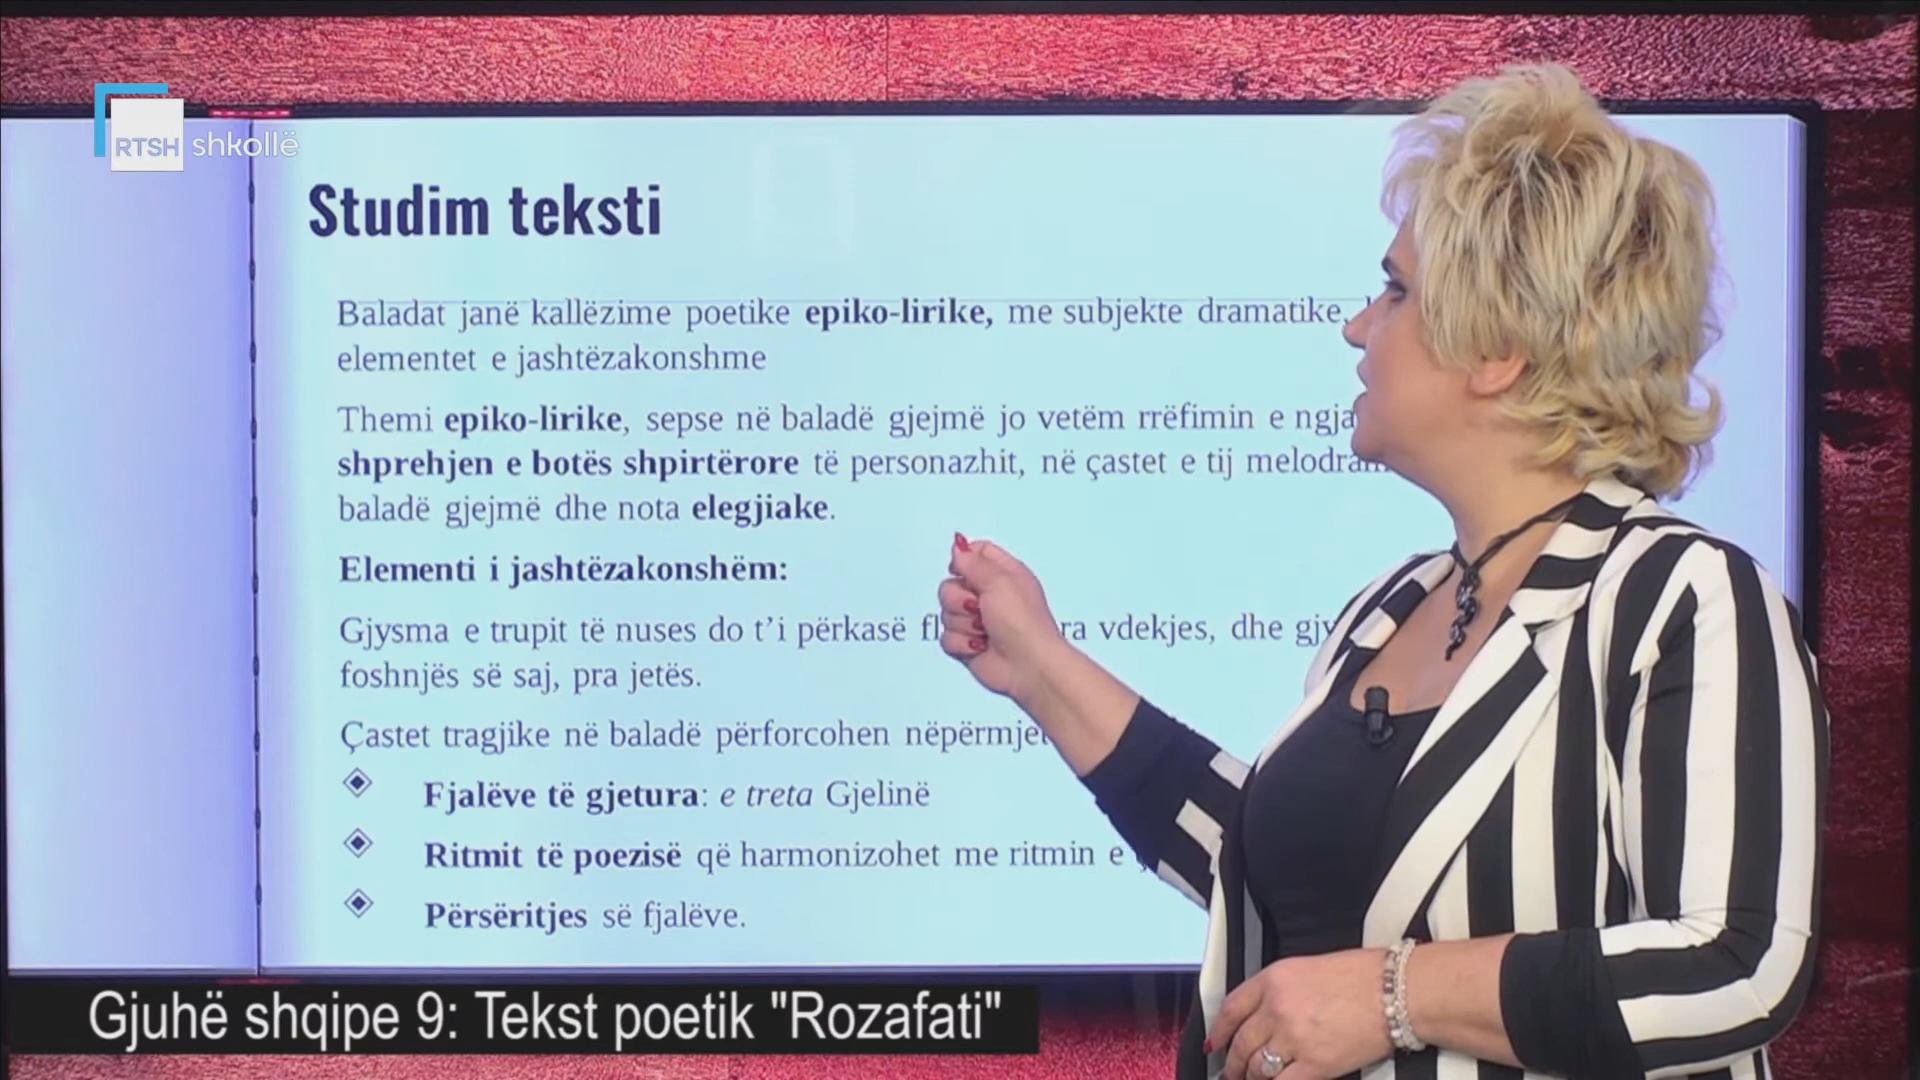 RTSH shkollë
Studim teksti
Baladat janë kallëzime poetike epiko-lirike, me subjekte dramatike,
elementet e jashtëzakonshme
Themi epiko-lirike, sepse në baladë gjejmë jo vetëm rrëfimin e
shprehjen e botës shpirtërore të personazhit, në çastet e tij
baladë gjejmë dhe nota elegjiake.
Elementi i jashtëzakonshëm:
Gjysma e trupit të nuses do t’i përkasë vdekjes, dhe
foshnjës së saj, pra jetës.
Çastet tragjike në baladë përforcohen
Fjalëve të gjetura: e treta Gjelinë
Ritmit të poezisë që harmonizohet me ritmin e
Përsëritjes së fjalëve.
Gjuhë shqipe 9: Tekst poetik "Rozafati"